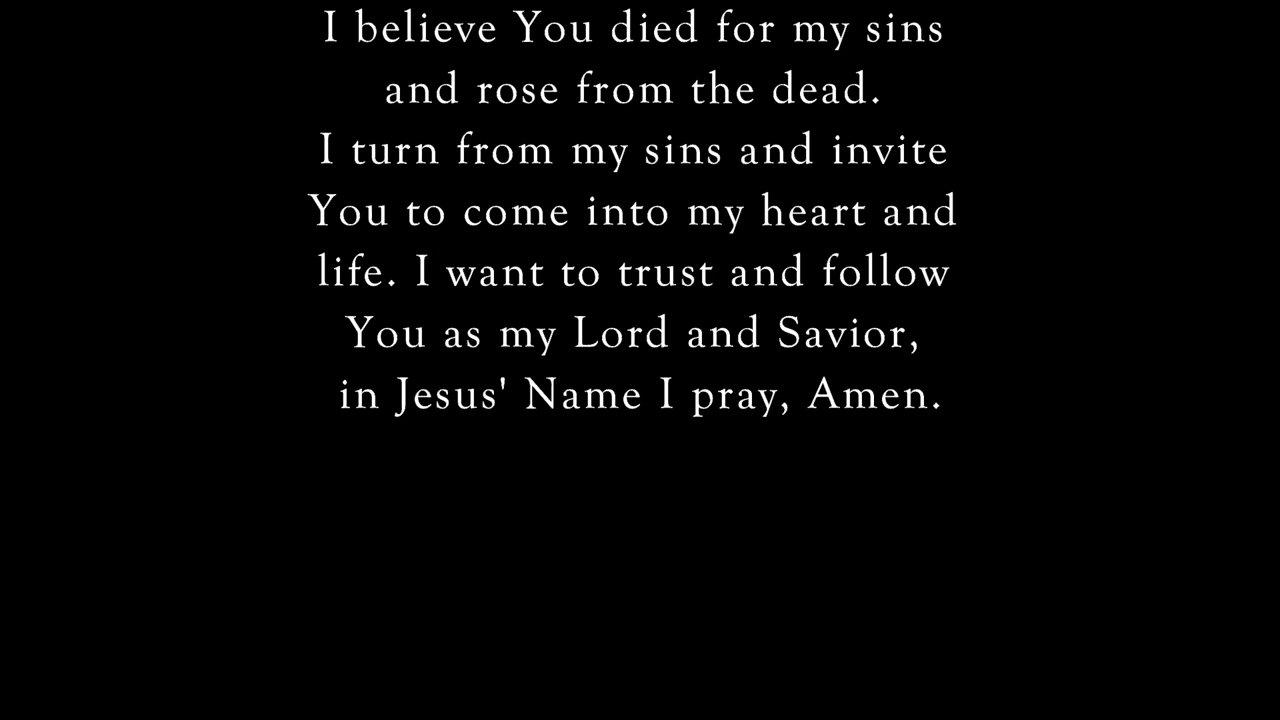 I believe You died for my sins
and rose from the dead.
I turn from my sins and invite
You to come into my heart and
life. I want to trust and follow
You as my Lord and Savior,
in Jesus' Name I pray, Amen.